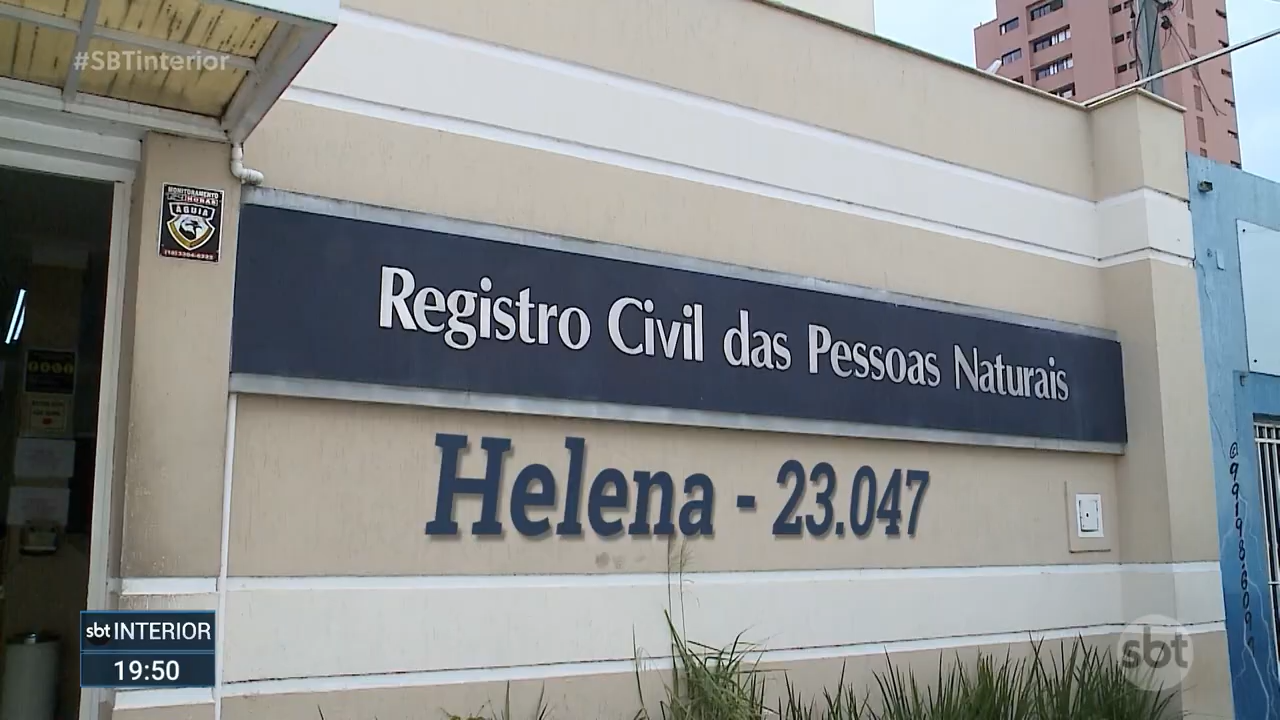 #SBTinterior
MONITORAMENTO
24 HORAS
ÁGUIA
Registro Civil das Pessoas Naturais
Helena - 23.047
sbt INTERIOR
19:50
sbt